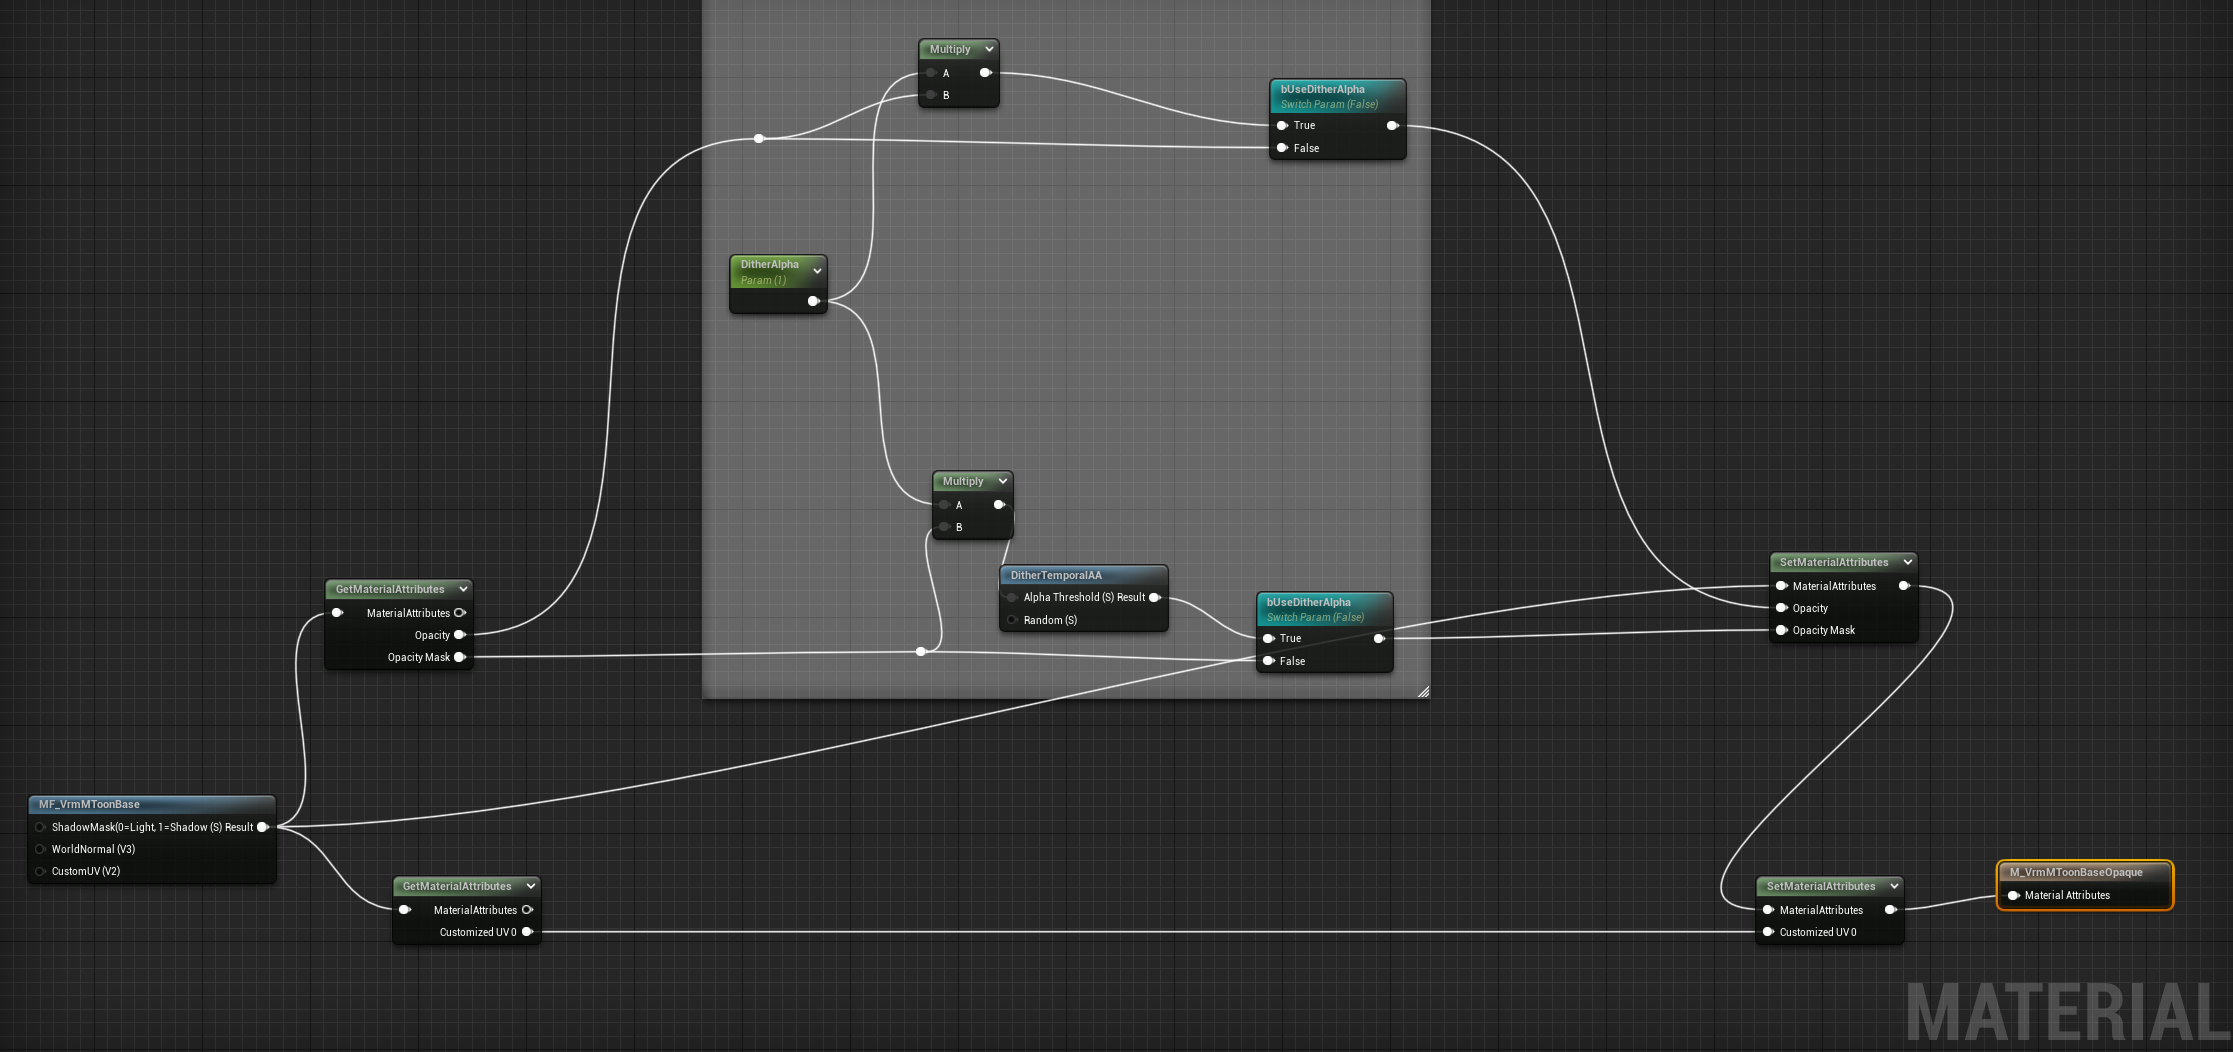 Multiply
A
B
bUseDitherAlpha
Switch Param (False)
True
False
DitherAlpha
Param (1)
Multiply
A
B
DitherTemporalAA
Alpha Threshold (S) Result
Random (S)
bUseDitherAlpha
Switch Param (False)
True
False
GetMaterialAttributes
MaterialAttributes
Opacity
Opacity Mask
SetMaterialAttributes
MaterialAttributes
Opacity
Opacity Mask
MF_VrmMToonBase
ShadowMask(0=Light, 1=Shadow (S) Result
WorldNormal (V3)
CustomUV (V2)
GetMaterialAttributes
MaterialAttributes
Customized UV 0
SetMaterialAttributes
MaterialAttributes
Customized UV 0
M_VrmMToonBaseOpaque
Material Attributes
MATERIAL